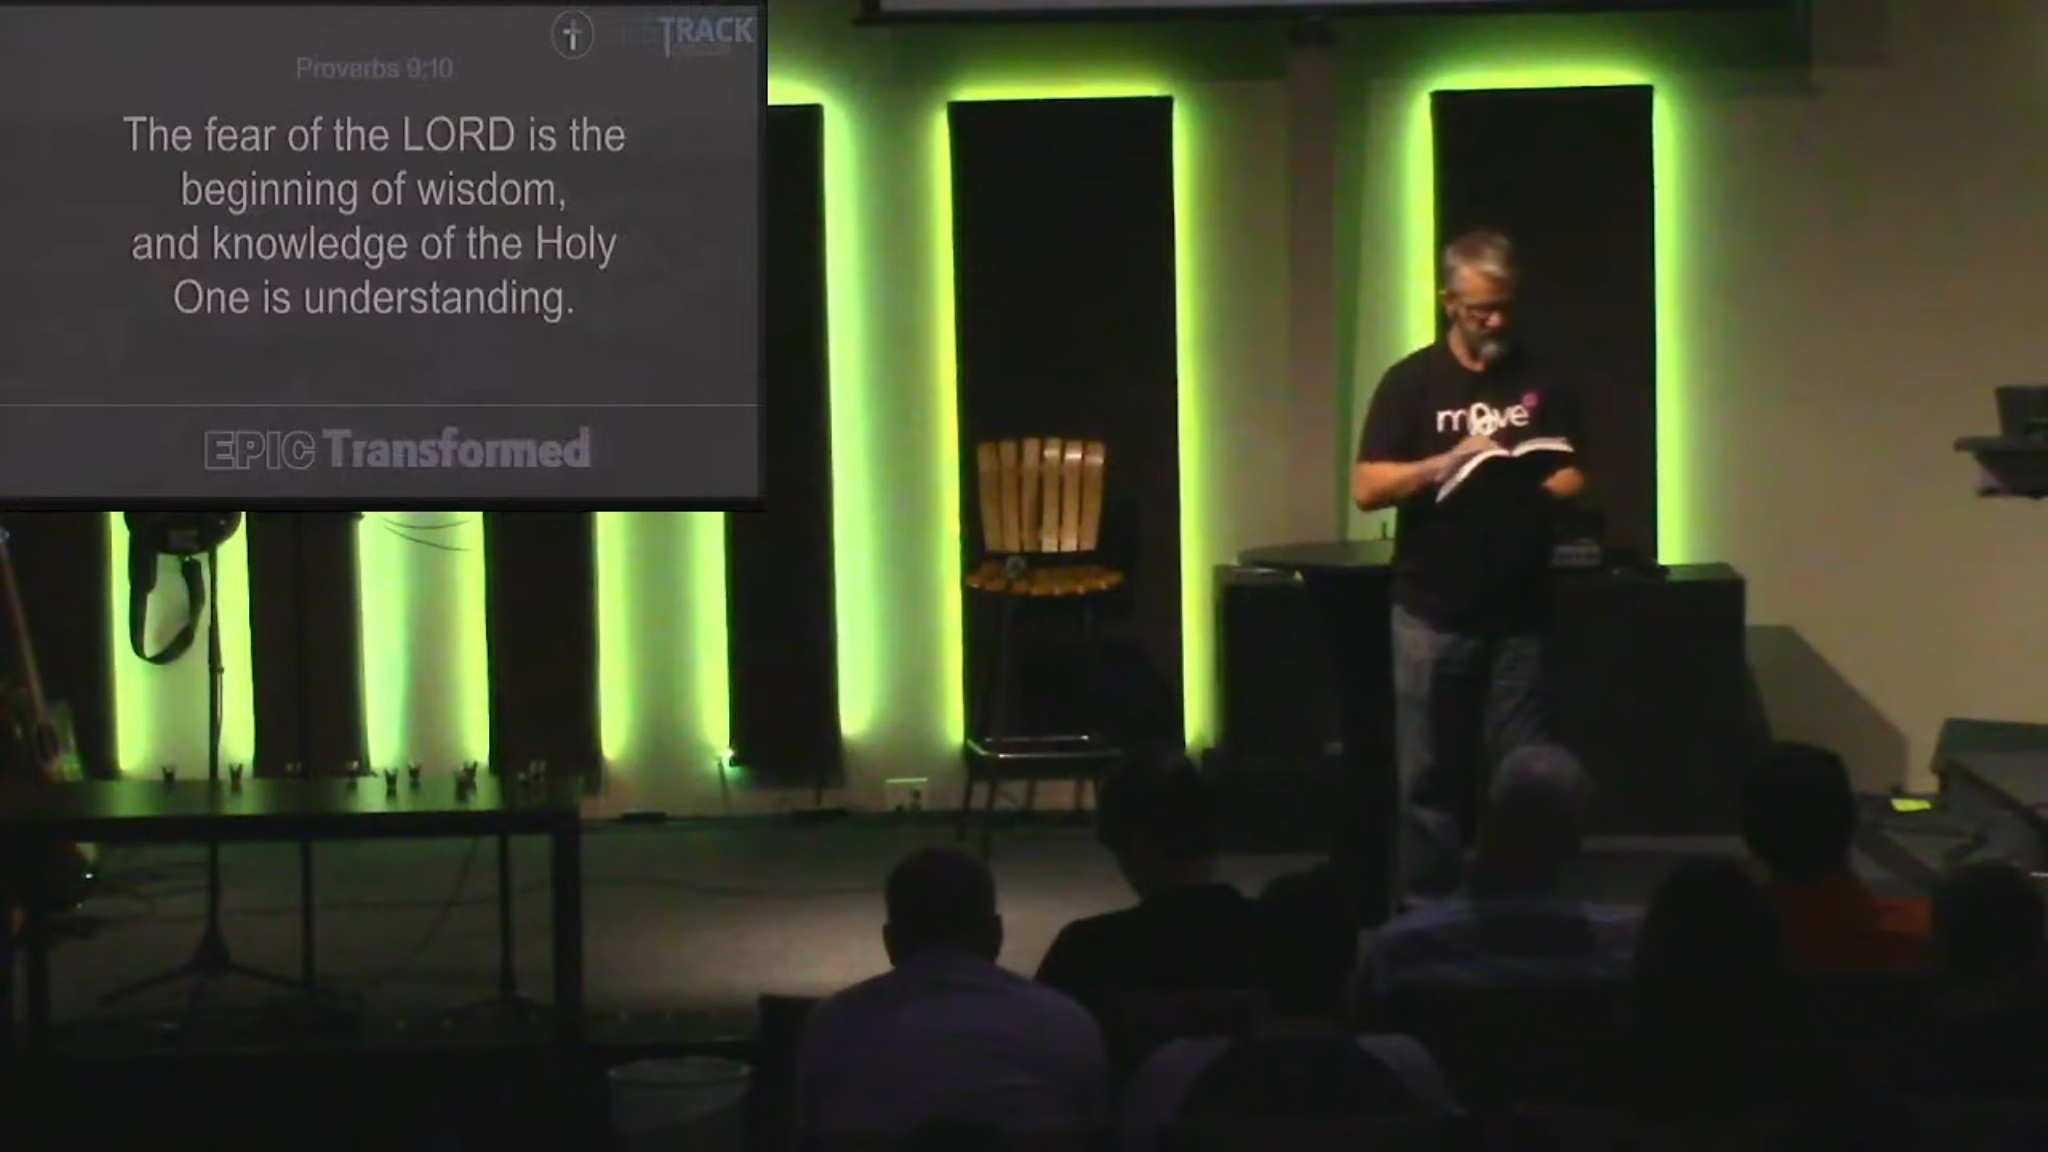 TRACK
Proverbs 9:10
The fear of the LORD is the
beginning of wisdom,
and knowledge of the Holy
One is understanding.
EPIC Transformed
move